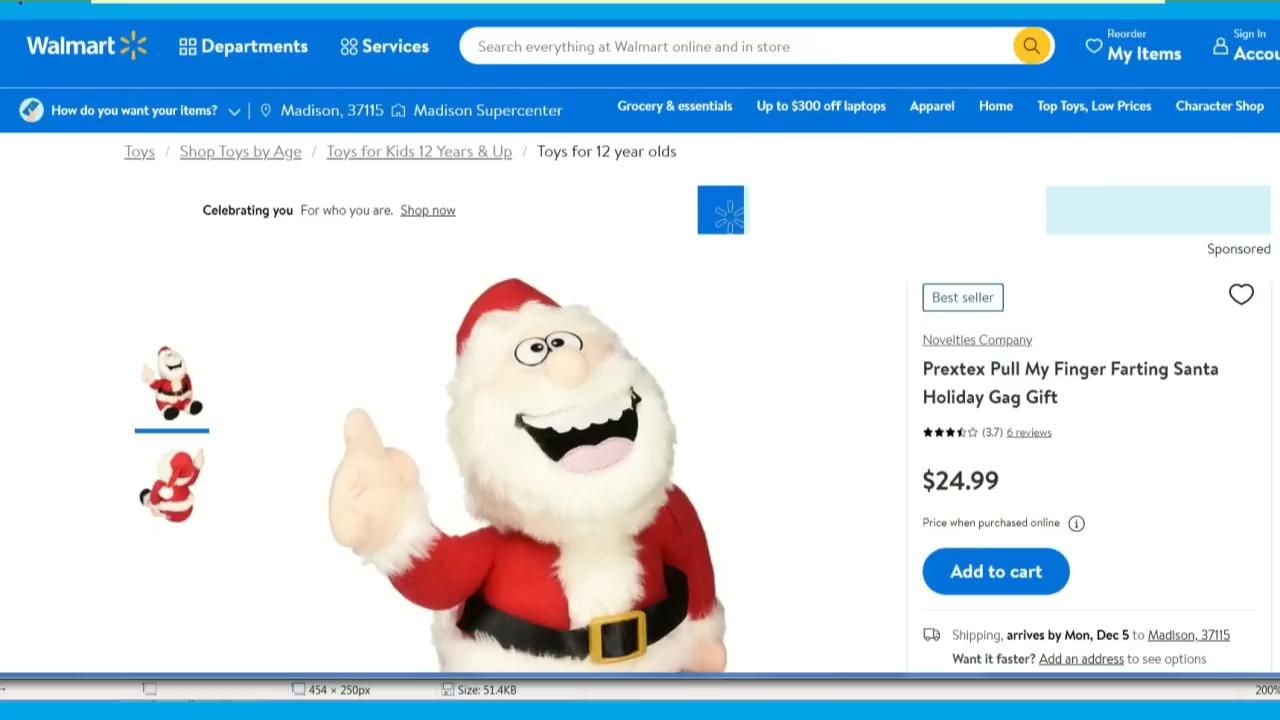 Walmart
Departments
Services
Search everything at Walmart online and in store
Reorder
My Items
Sign In
How do you want your items?
Madison, 37115
Madison Supercenter
Grocery & essentials
Up to $300 off laptops
Apparel
Home
Top Toys, Low Prices
Character Shop
Toys / Shop Toys by Age / Toys for Kids 12 Years & Up / Toys for 12 year olds
Celebrating you For who you are. Shop now
Sponsored
Best seller
Novelties Company
Prextex Pull My Finger Farting Santa
Holiday Gag Gift
(3.7) 6 reviews
$24.99
Price when purchased online
Add to cart
Shipping, arrives by Mon, Dec 5 to Madison, 37115
Want it faster? Add an address to see options
454 × 250px
Size: 51.4KB
200%